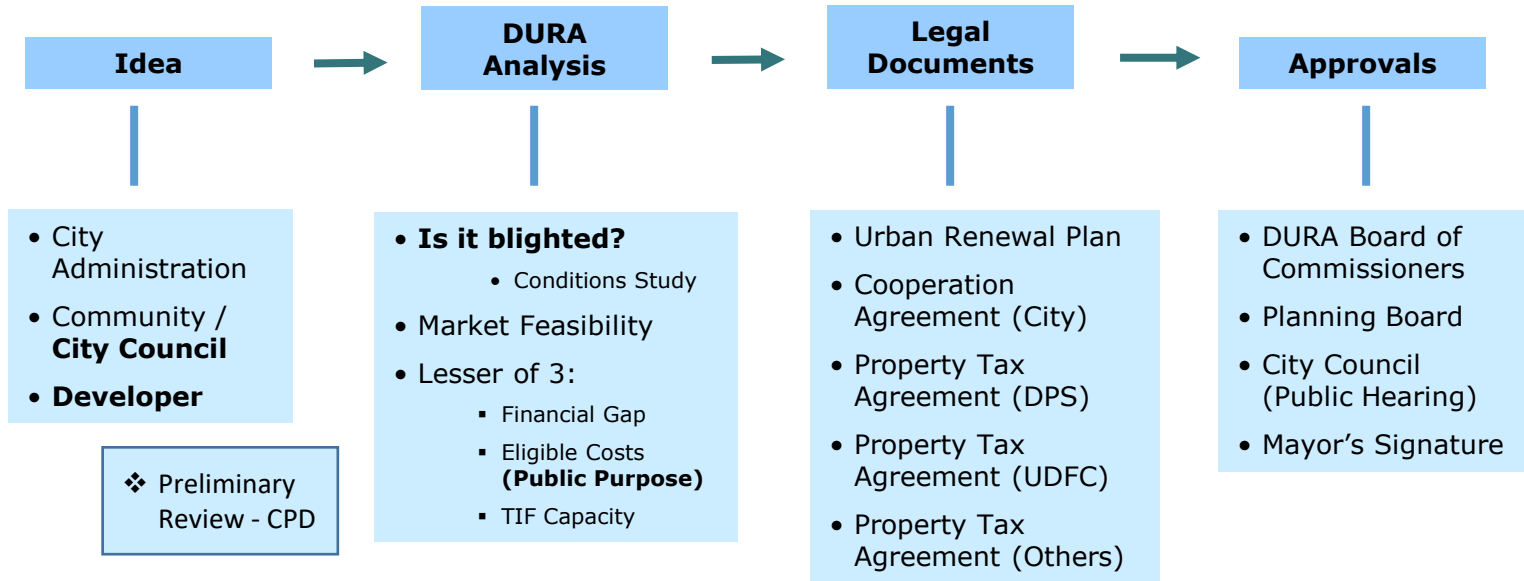 Idea
• City
Administration
• Community /
City Council
• Developer
❖ Preliminary
Review - CPD
DURA
Analysis
• Is it blighted?
• Conditions Study
• Market Feasibility
• Lesser of 3:
▪ Financial Gap
▪ Eligible Costs
(Public Purpose)
▪ TIF Capacity
Legal
Documents
• Urban Renewal Plan
• Cooperation
Agreement (City)
• Property Tax
Agreement (DPS)
• Property Tax
Agreement (UDFC)
• Property Tax
Agreement (Others)
Approvals
• DURA Board of
Commissioners
• Planning Board
• City Council
(Public Hearing)
• Mayor’s Signature